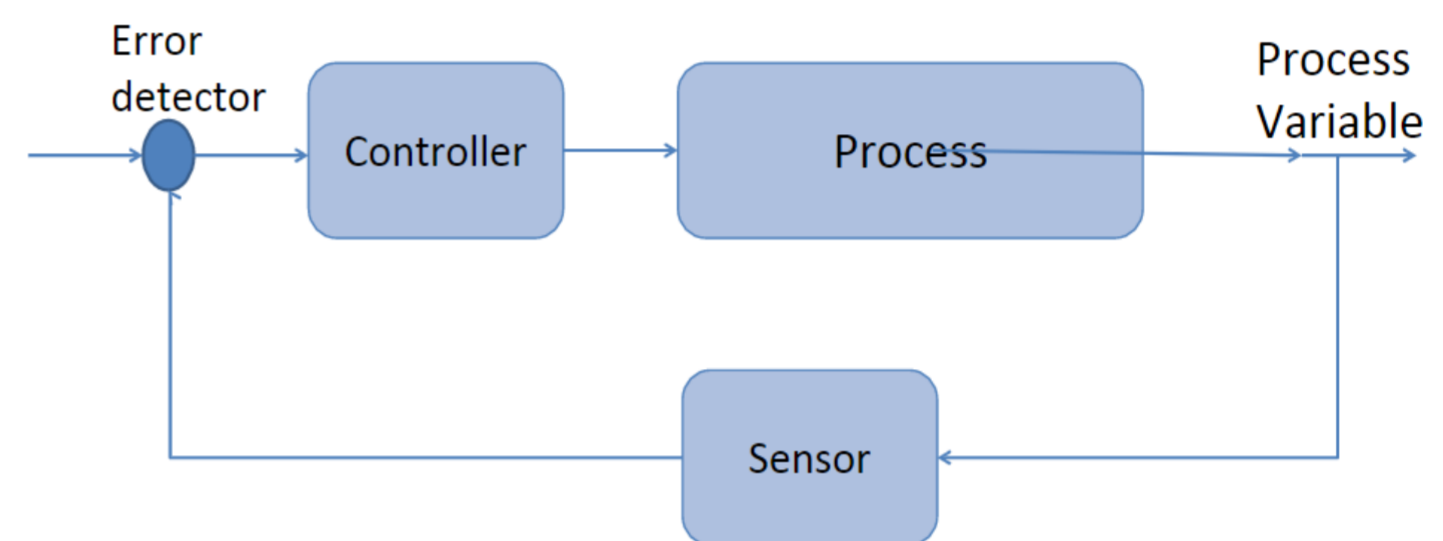 Error
detector
Controller
Process
Process
Variable
Sensor